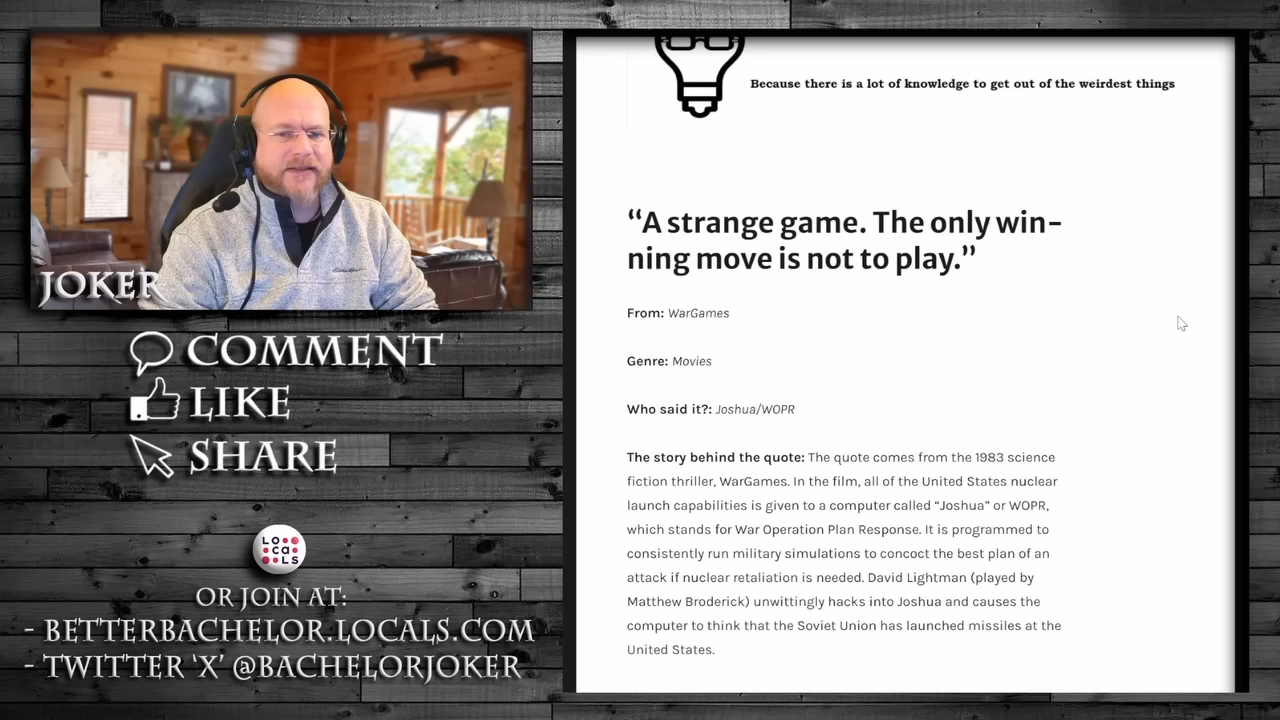 JOKER
COMMENT
LIKE
SHARE
LOCALS
OR JOIN AT:
- BETTERBACHELOR.LOCALS.COM
- TWITTER 'X' @BACHELORJOKER
Because there is a lot of knowledge to get out of the weirdest things
“A strange game. The only win-
ning move is not to play.”
From: WarGames
Genre: Movies
Who said it?: Joshua/WOPR
The story behind the quote: The quote comes from the 1983 science
fiction thriller, WarGames. In the film, all of the United States nuclear
launch capabilities is given to a computer called “Joshua” or WOPR,
which stands for War Operation Plan Response. It is programmed to
consistently run military simulations to concoct the best plan of an
attack if nuclear retaliation is needed. David Lightman (played by
Matthew Broderick) unwittingly hacks into Joshua and causes the
computer to think that the Soviet Union has launched missiles at the
United States.